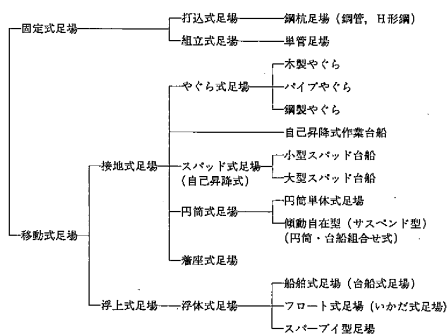 固定式足場
打込式足場
鋼杭足場（鋼管，H形鋼）
組立式足場
単管足場
移動式足場
接地式足場
やぐら式足場
木製やぐら
パイプやぐら
鋼製やぐら
自己昇降式作業台船
スパッド式足場
(自己昇降式)
小型スパッド台船
大型スパッド台船
円筒式足場
円筒単体式足場
傾動自在型（サスペンド型）
(円筒・台船組合せ式)
着座式足場
浮上式足場
浮体式足場
船舶式足場（台船式足場）
フロート式足場（いかだ式足場）
スパーブイ型足場